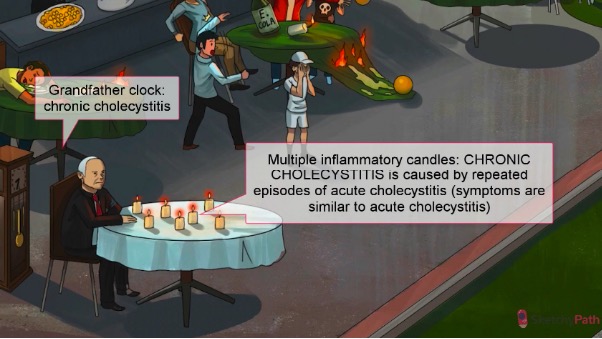 E.
COLA
Grandfather clock:
chronic cholecystitis
Multiple inflammatory candles: CHRONIC
CHOLECYSTITIS is caused by repeated
episodes of acute cholecystitis (symptoms are
similar to acute cholecystitis)
Path